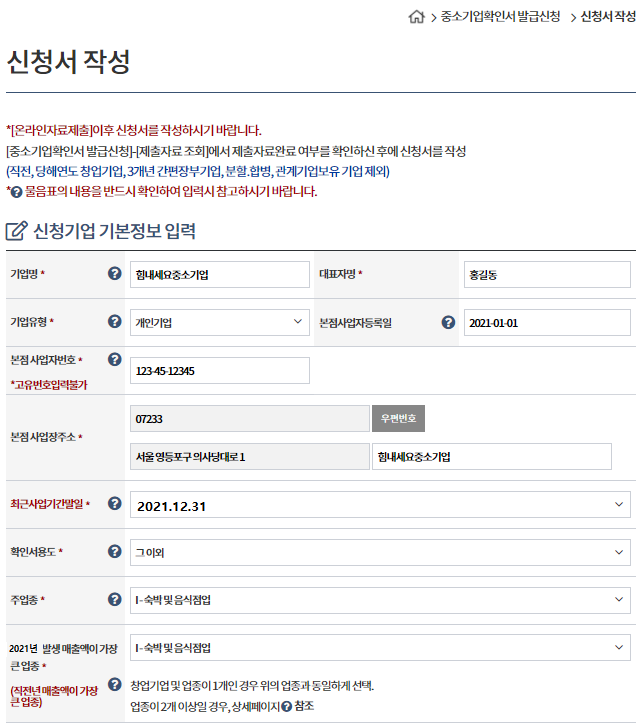 중소기업확인서 발급신청 > 신청서 작성
신청서 작성
*[온라인자료제출]이후 신청서를 작성하시기 바랍니다.
[중소기업확인서 발급신청]-[제출자료 조회]에서 제출자료완료 여부를 확인하신 후에 신청서를 작성
(직전, 당해연도 창업기업, 3개년 간편장부기업, 분할.합병, 관계기업보유 기업 제외)
*? 물음표의 내용을 반드시 확인하여 입력시 참고하시기 바랍니다.
신청기업 기본정보 입력
기업명 * ? 힘내세요중소기업 대표자명 * 홍길동
기업유형 * ? 개인기업 본점사업자등록일 ? 2021-01-01
본점 사업자번호 * ? 123-45-12345
*고유번호입력불가
본점 사업장주소 * 07233 우편번호
서울 영등포구 의사당대로 1 힘내세요중소기업
최근사업기간말일 * ? 2021.12.31
확인서용도 * ? 그 이외
주업종 * ? I - 숙박 및 음식점업
2021년 발생 매출액이 가장 큰 업종 * I - 숙박 및 음식점업
(직전년 매출액이 가장 큰 업종) ? 창업기업 및 업종이 1개인 경우 위의 업종과 동일하게 선택.
업종이 2개 이상일 경우, 상세페이지 ? 참조